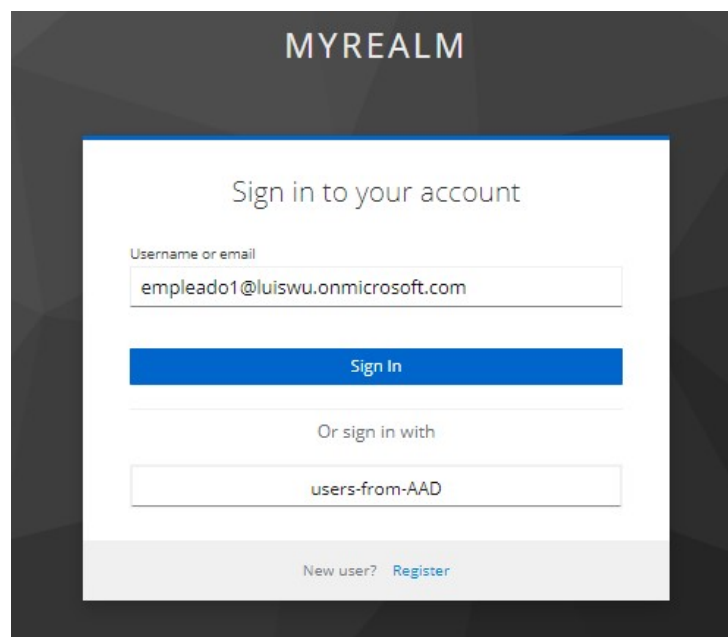 MYREALM
Sign in to your account
Username or email
empleado1@luiswu.onmicrosoft.com
Sign In
Or sign in with
users-from-AAD
New user? Register